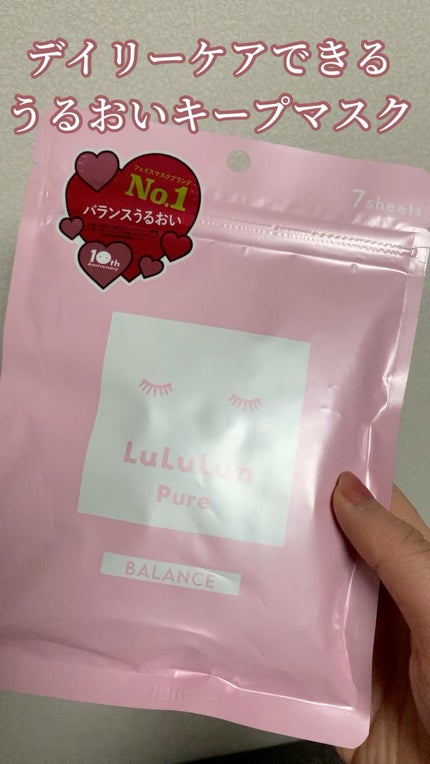 デイリーケアできる
うるおいキープマスク
フェイスマスクブランド
No.1
バランスうるおい
10th
Anniversary
7sheets
LuLuLun
Pure
BALANCE